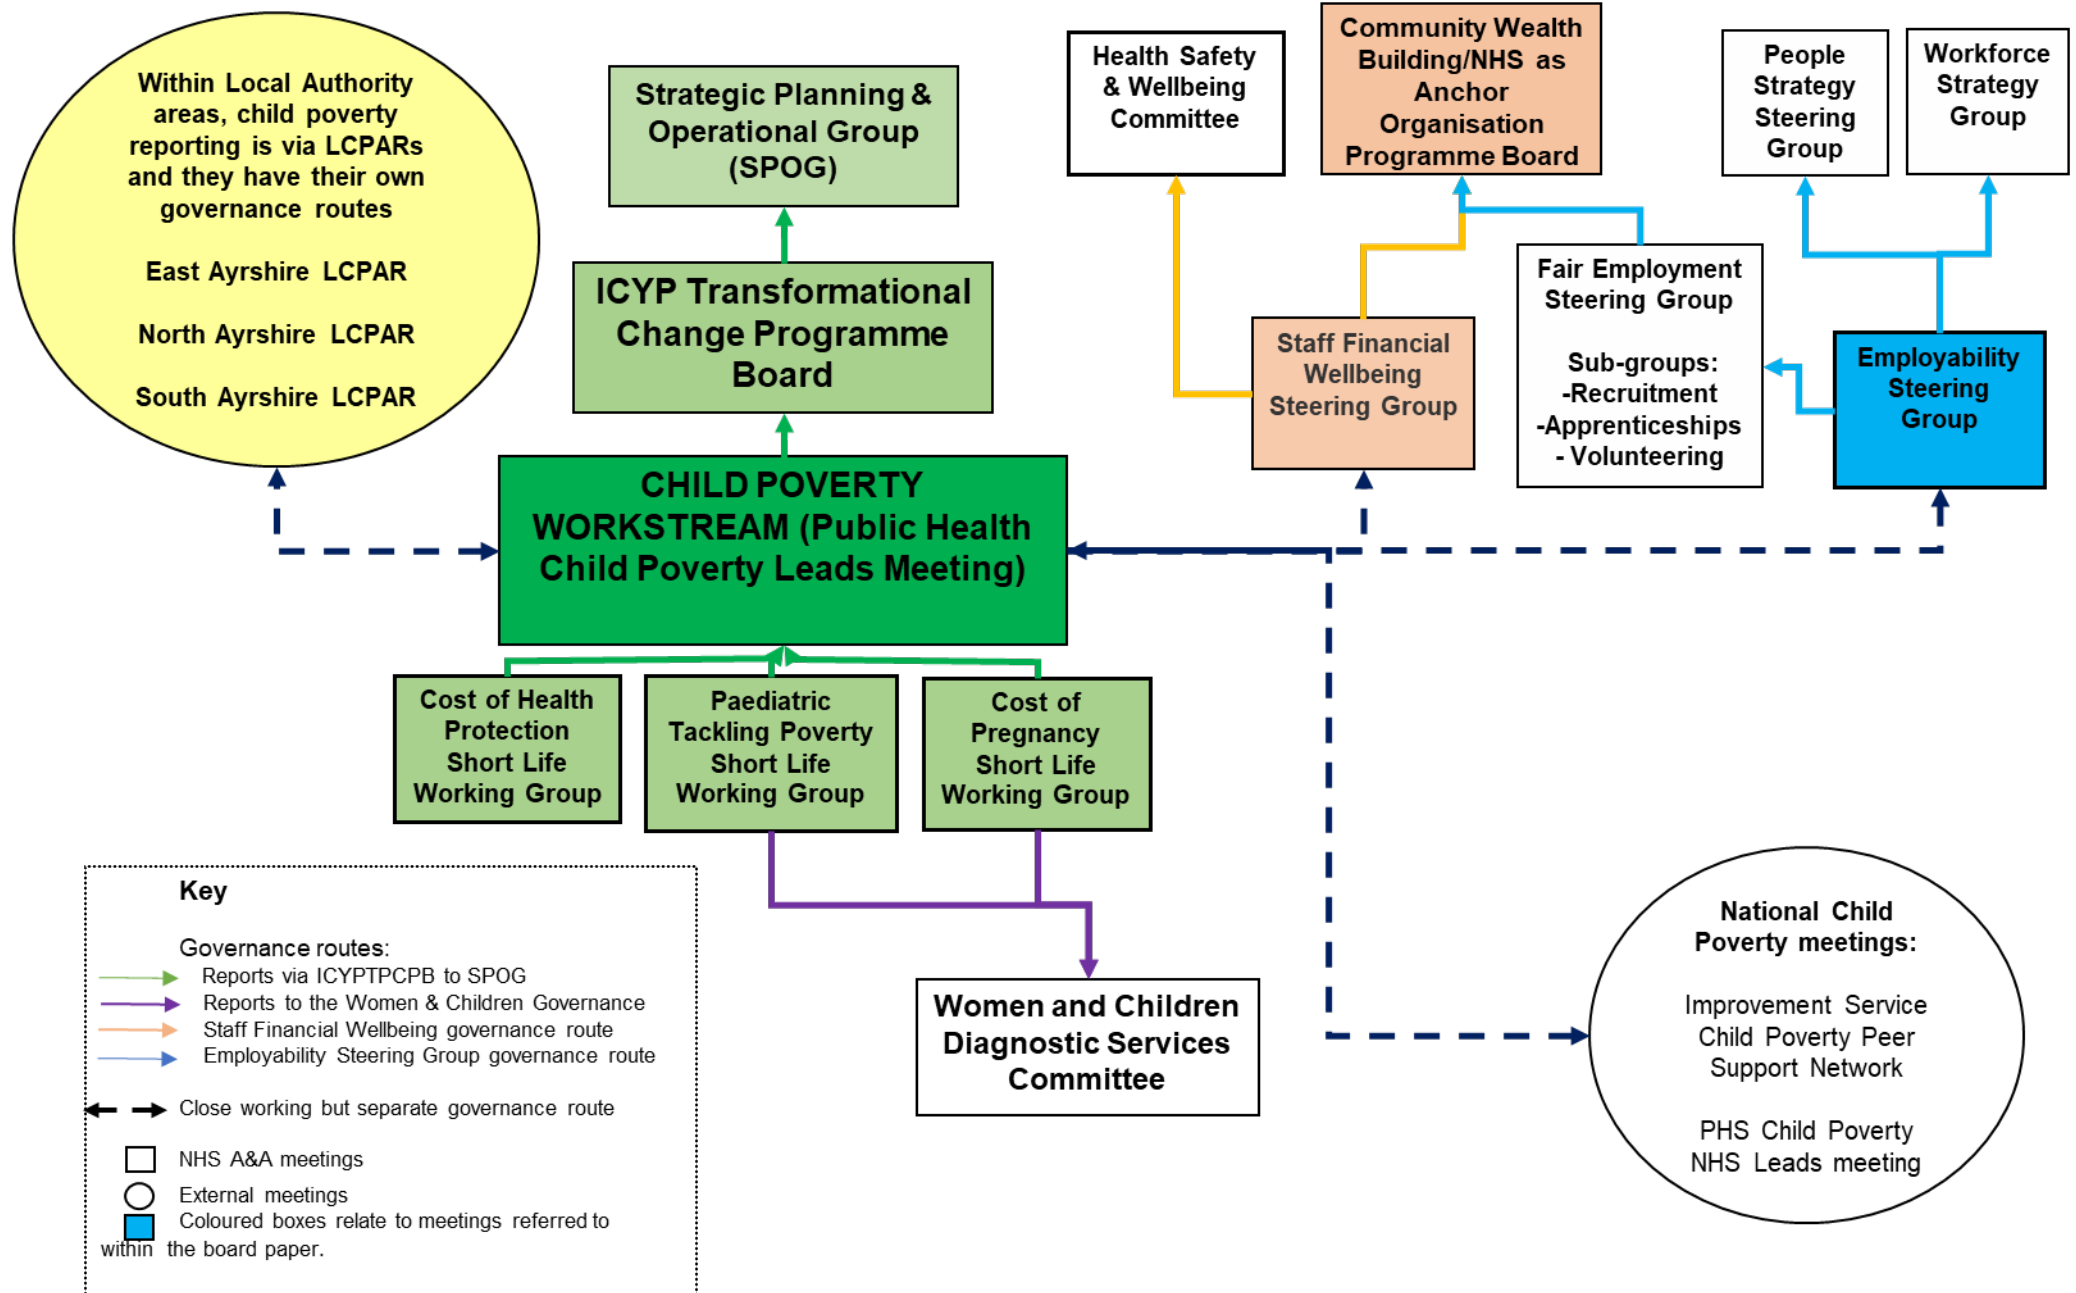 Within Local Authority
areas, child poverty
reporting is via LCPARs
and they have their own
governance routes
East Ayrshire LCPAR
North Ayrshire LCPAR
South Ayrshire LCPAR
Strategic Planning &
Operational Group
(SPOG)
ICYP Transformational
Change Programme
Board
CHILD POVERTY
WORKSTREAM (Public Health
Child Poverty Leads Meeting)
Health Safety
& Wellbeing
Committee
Community Wealth
Building/NHS as
Anchor
Organisation
Programme Board
People
Strategy
Steering
Group
Workforce
Strategy
Group
Staff Financial
Wellbeing
Steering Group
Fair Employment
Steering Group
Sub-groups:
-Recruitment
-Apprenticeships
- Volunteering
Employability
Steering
Group
Cost of Health
Protection
Short Life
Working Group
Paediatric
Tackling Poverty
Short Life
Working Group
Cost of
Pregnancy
Short Life
Working Group
Women and Children
Diagnostic Services
Committee
National Child
Poverty meetings:
Improvement Service
Child Poverty Peer
Support Network
PHS Child Poverty
NHS Leads meeting
Key
Governance routes:
Reports via ICYPTPCPB to SPOG
Reports to the Women & Children Governance
Staff Financial Wellbeing governance route
Employability Steering Group governance route
Close working but separate governance route
NHS A&A meetings
External meetings
Coloured boxes relate to meetings referred to
within the board paper.